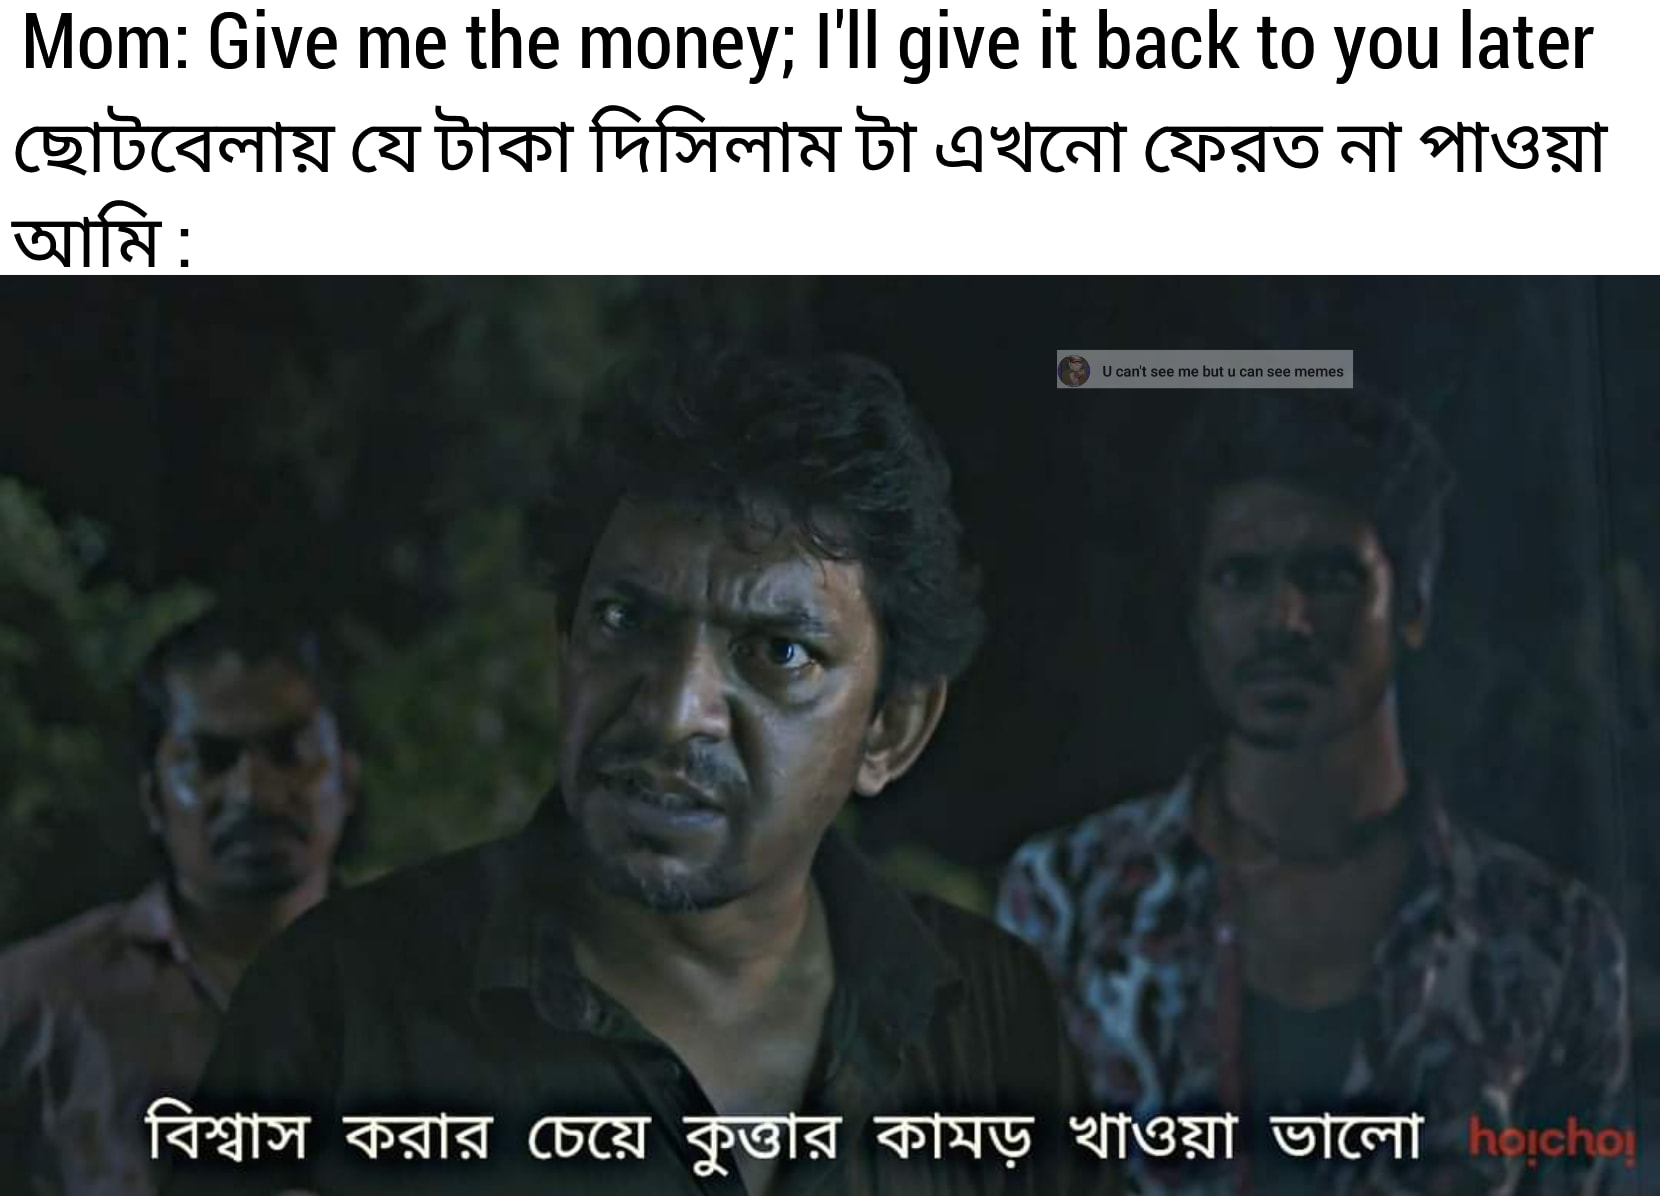 Mom: Give me the money; I'll give it back to you later
ছোটবেলায় যে টাকা দিসিলাম টা এখনো ফেরত না পাওয়া
আমি :
U can't see me but u can see memes
বিশ্বাস করার চেয়ে কুত্তার কামড় খাওয়া ভালো
hoichoi